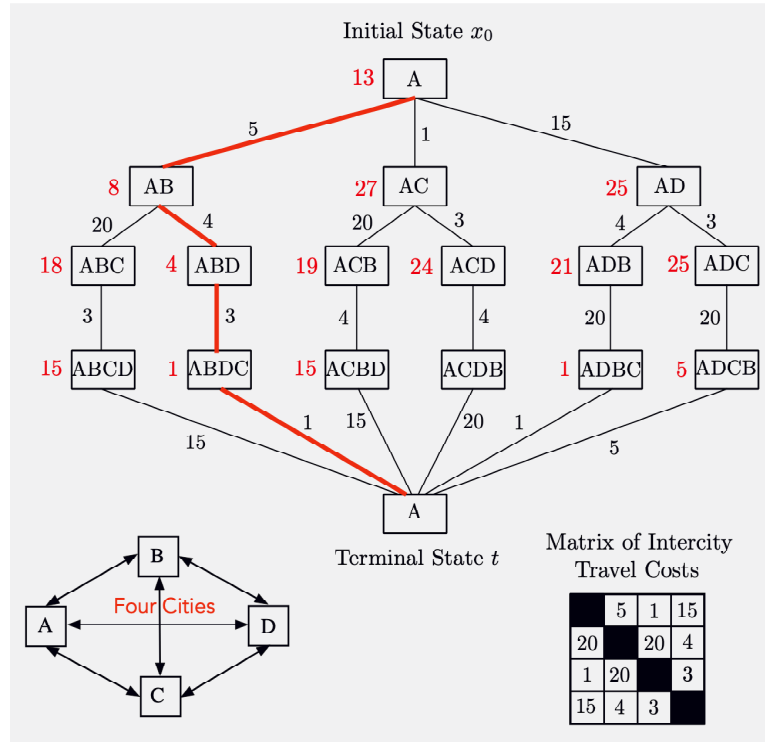 Initial State x₀
13 A
5 1 15
8 AB 27 AC 25 AD
20 4 20 3 4 3
18 ABC 4 ABD 19 ACB 24 ACD 21 ADB 25 ADC
3 3 4 4 20 20
15 ABCD 1 ABDC 15 ACBD ACDB 1 ADBC 5 ADCB
15 1 15 20 1 5
A
Terminal State t
B
Four Cities
A D
C
Matrix of Intercity
Travel Costs
5 1 15
20 20 4
1 20 3
15 4 3